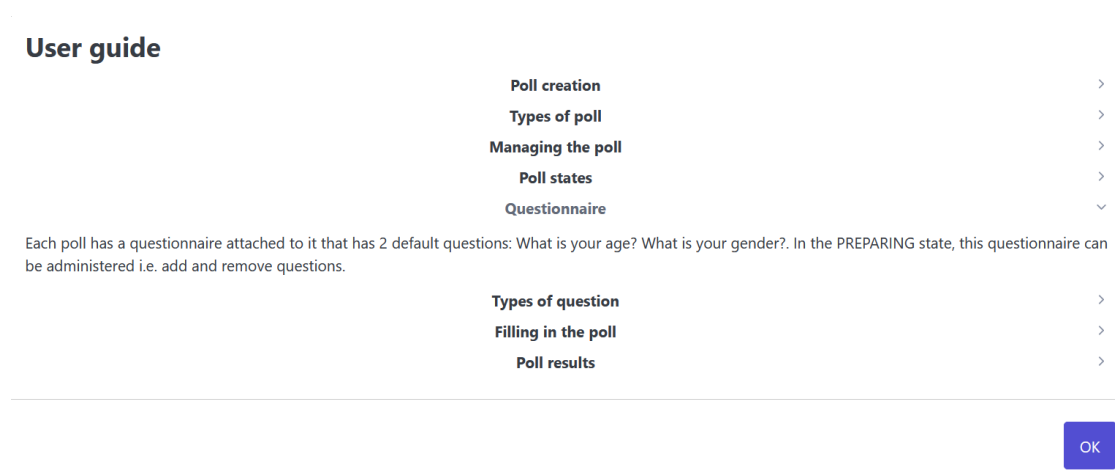 User guide
Poll creation
Types of poll
Managing the poll
Poll states
Questionnaire
Each poll has a questionnaire attached to it that has 2 default questions: What is your age? What is your gender?. In the PREPARING state, this questionnaire can
be administered i.e. add and remove questions.
Types of question
Filling in the poll
Poll results
OK